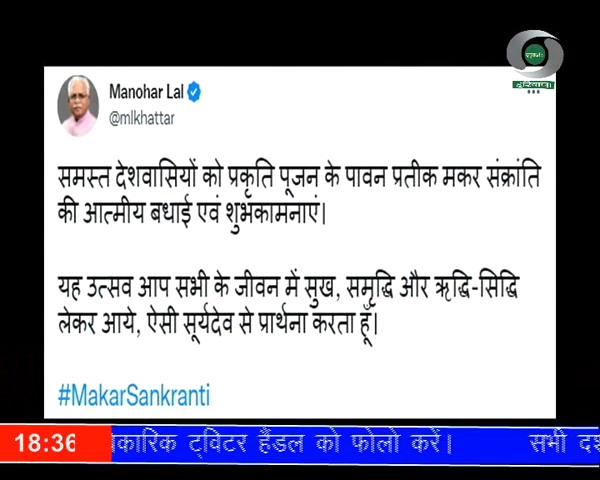 Manohar Lal
@mlkhattar
समस्त देशवासियों को प्रकृति पूजन के पावन प्रतीक मकर संक्रांति
की आत्मीय बधाई एवं शुभकामनाएं।
यह उत्सव आप सभी के जीवन में सुख, समृद्धि और ऋद्धि-सिद्धि
लेकर आये, ऐसी सूर्यदेव से प्रार्थना करता हूँ।
#MakarSankranti
18:36 िकारिक ट्विटर हैंडल को फोलो करें। सभी दर्श